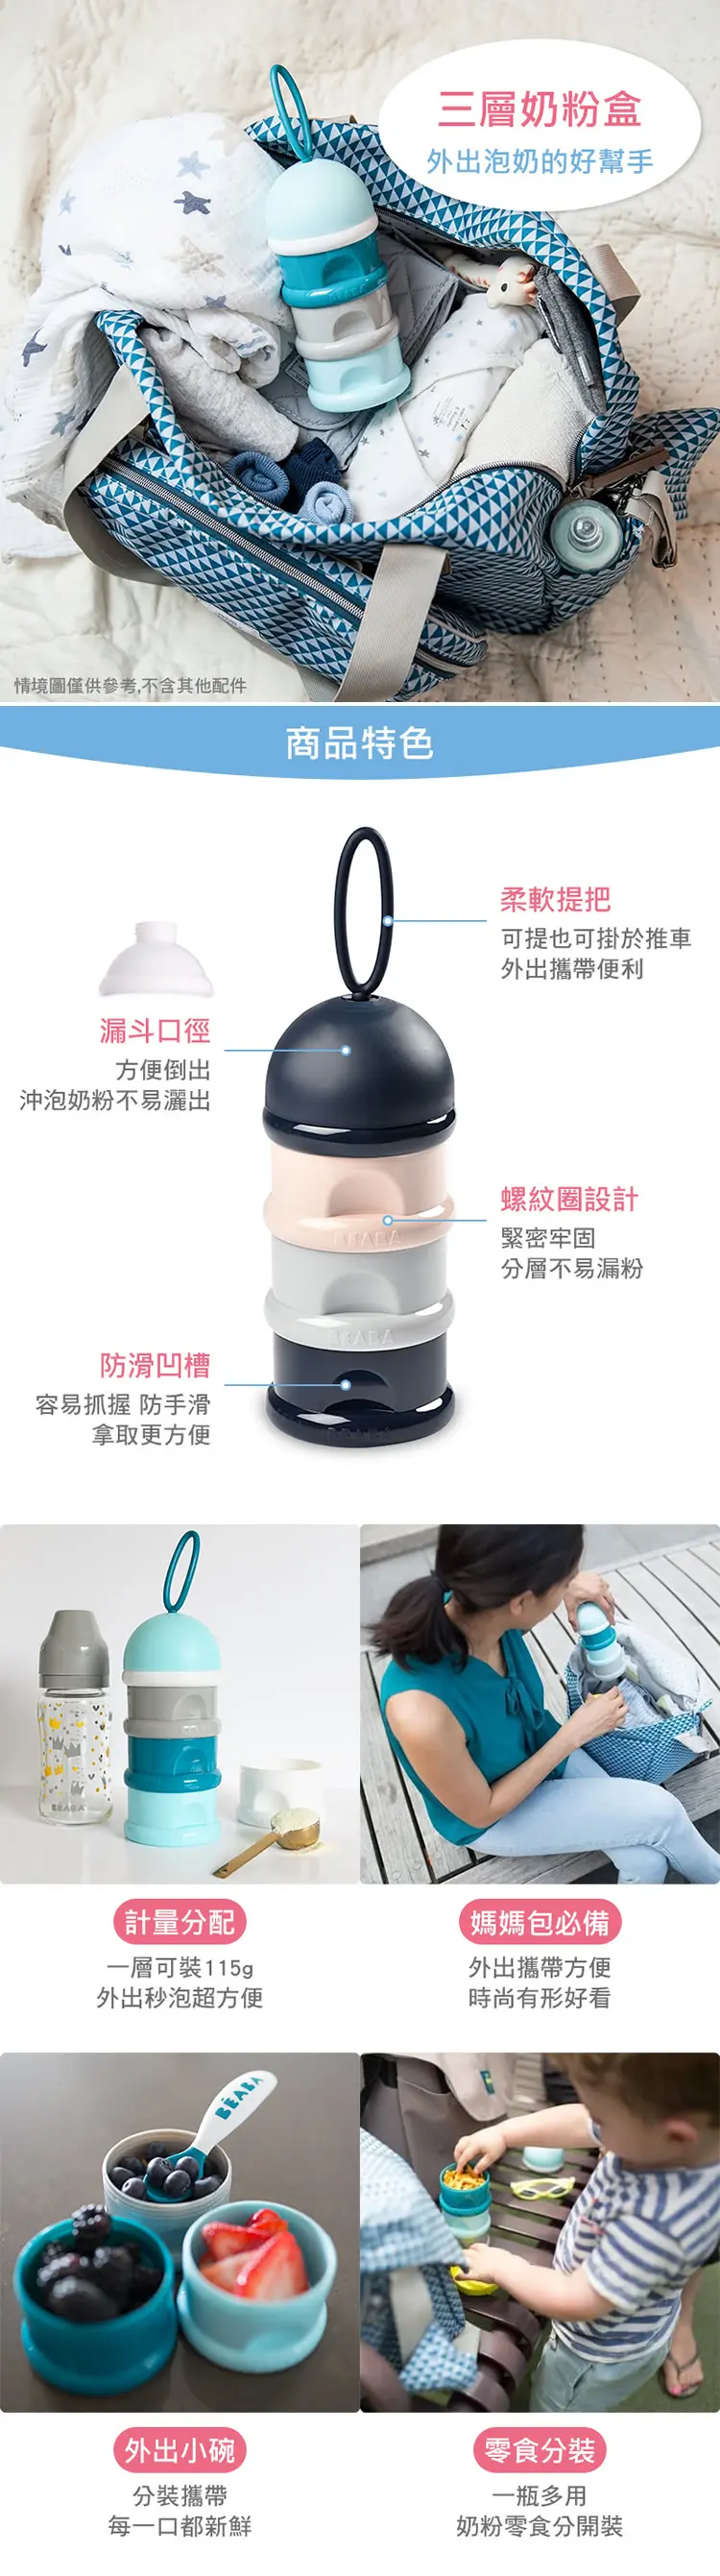 三層奶粉盒
外出泡奶的好幫手
情境圖僅供參考,不含其他配件
商品特色
柔軟提把
可提也可掛於推車
外出攜帶便利
漏斗口徑
方便倒出
沖泡奶粉不易灑出
螺紋圈設計
緊密牢固
分層不易漏粉
BEABA
BEABA
防滑凹槽
容易抓握 防手滑
拿取更方便
BEABA
計量分配
一層可裝115g
外出秒泡超方便
媽媽包必備
外出攜帶方便
時尚有形好看
BÉABA
外出小碗
分裝攜帶
每一口都新鮮
零食分裝
一瓶多用
奶粉零食分開裝